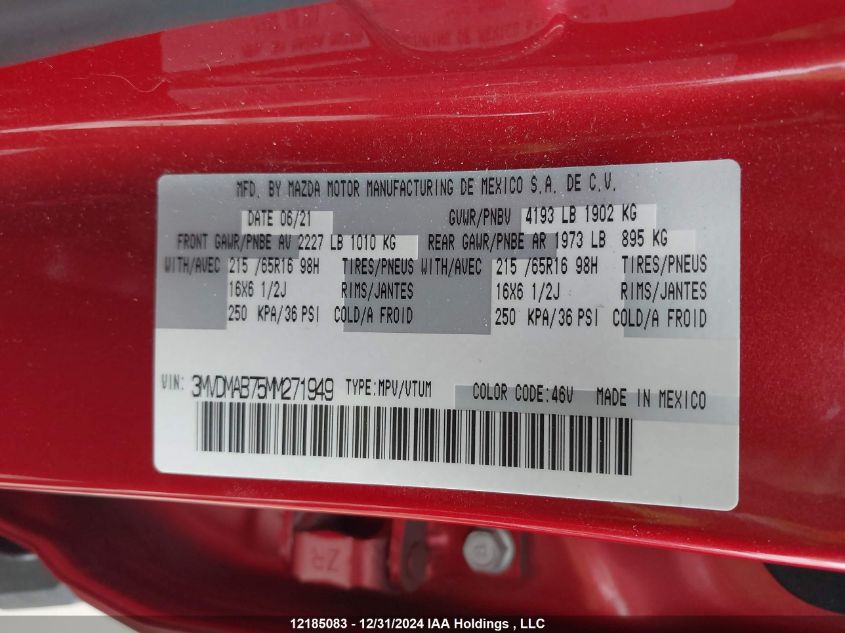 MFD. BY MAZDA MOTOR MANUFACTURING DE MEXICO S.A. DE C.V.
DATE 06/21 GVWR/PNBV 4193 LB 1902 KG
FRONT GAWR/PNBE AV 2227 LB 1010 KG REAR GAWR/PNBE AR 1973 LB 895 KG
WITH/AVEC 215 /65R16 98H TIRES/PNEUS WITH/AVEC 215 /65R16 98H TIRES/PNEUS
16X6 1/2J RIMS/JANTES 16X6 1/2J RIMS/JANTES
250 KPA/36 PSI COLD/A FROID 250 KPA/36 PSI COLD/A FROID
VIN: 3MVDMAB75MM271949 TYPE:MPV/VTUM COLOR CODE:46V MADE IN MEXICO
ZR
12185083 - 12/31/2024 IAA Holdings , LLC